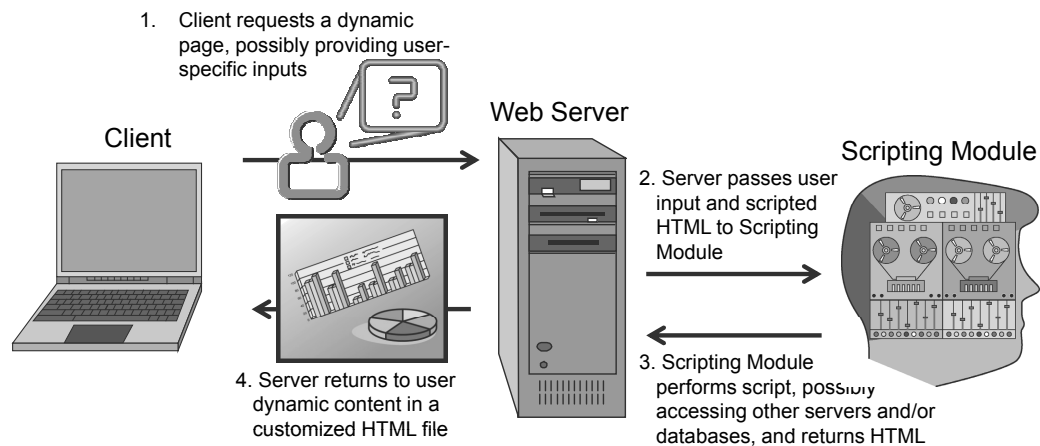 1. Client requests a dynamic
page, possibly providing user-
specific inputs
Client
Web Server
Scripting Module
2. Server passes user
input and scripted
HTML to Scripting
Module
3. Scripting Module
performs script, possibly
accessing other servers and/or
databases, and returns HTML
4. Server returns to user
dynamic content in a
customized HTML file
?